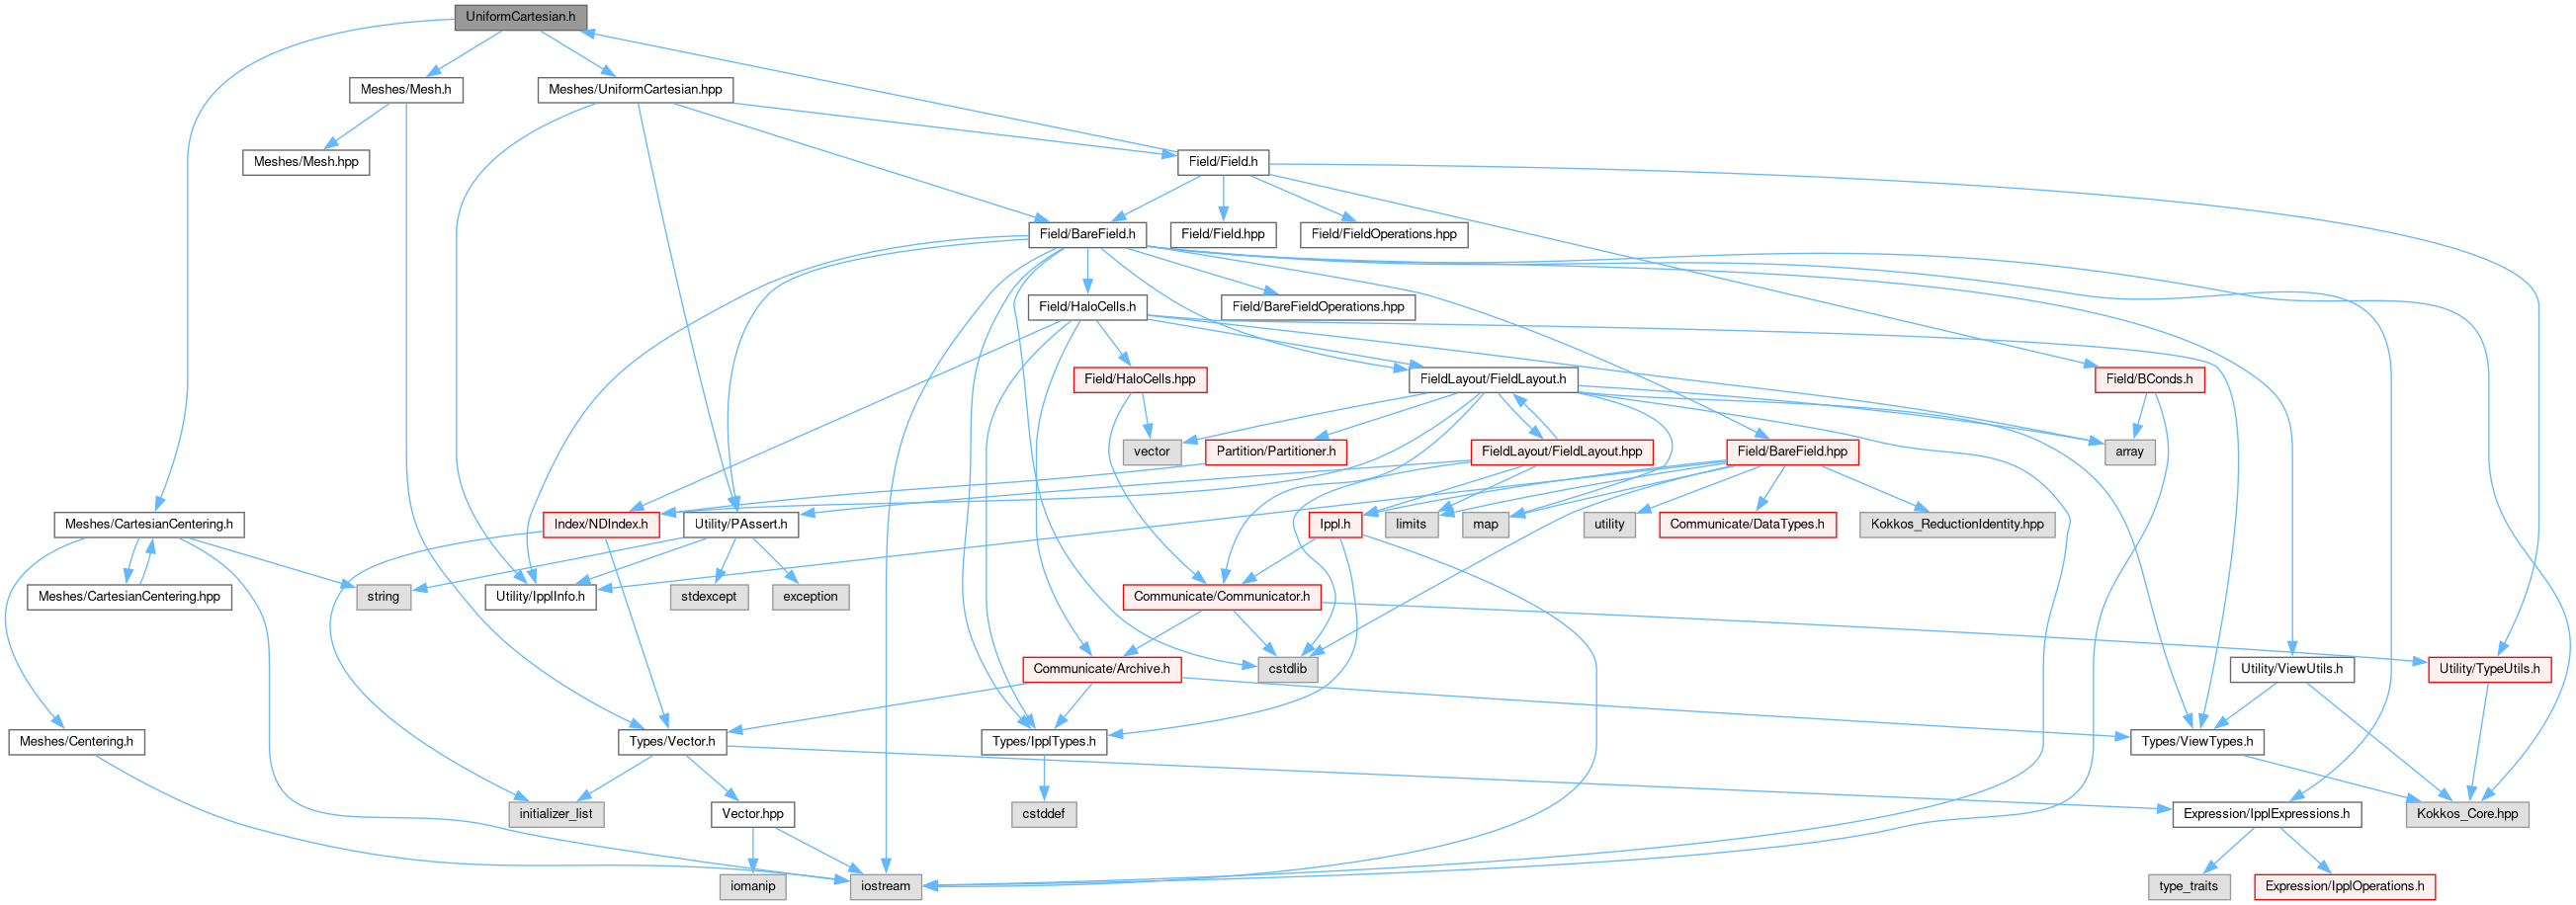 UniformCartesian.h
Meshes/Mesh.h
Meshes/UniformCartesian.hpp
Meshes/Mesh.hpp
Field/Field.h
Field/BareField.h
Field/Field.hpp
Field/FieldOperations.hpp
Field/HaloCells.h
Field/BareFieldOperations.hpp
Field/HaloCells.hpp
FieldLayout/FieldLayout.h
Field/BConds.h
vector
Partition/Partitioner.h
FieldLayout/FieldLayout.hpp
Field/BareField.hpp
array
Meshes/CartesianCentering.h
Index/NDIndex.h
Utility/PAssert.h
Ippl.h
limits
map
utility
Communicate/DataTypes.h
Kokkos_ReductionIdentity.hpp
Meshes/CartesianCentering.hpp
string
Utility/IpplInfo.h
stdexcept
exception
Communicate/Communicator.h
Communicate/Archive.h
cstdlib
Utility/ViewUtils.h
Utility/TypeUtils.h
Meshes/Centering.h
Types/Vector.h
Types/IpplTypes.h
Types/ViewTypes.h
initializer_list
Vector.hpp
cstddef
Expression/IpplExpressions.h
Kokkos_Core.hpp
iomanip
iostream
type_traits
Expression/IpplOperations.h